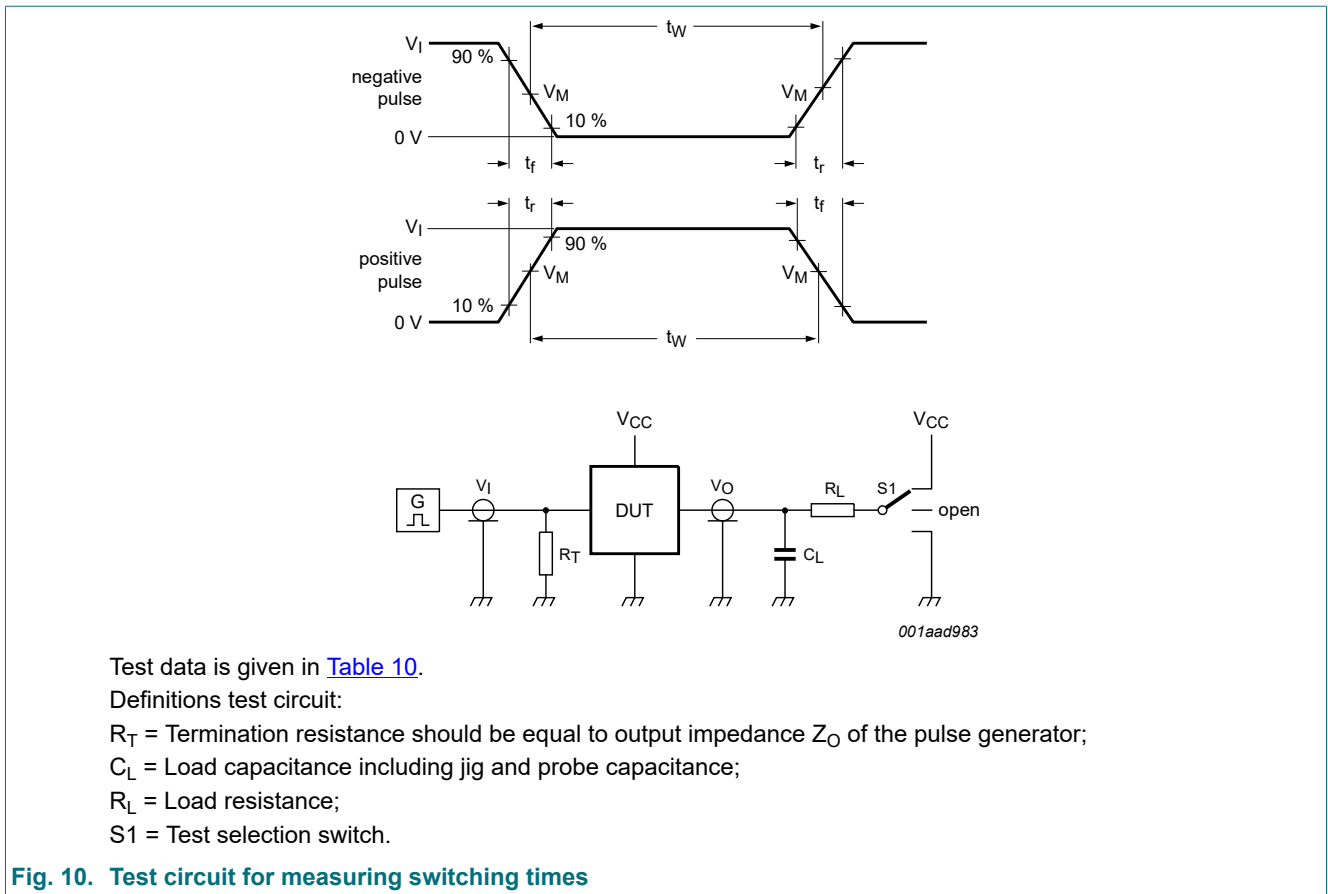 tW
VI
90 %
negative
pulse
VM
VM
10 %
0 V
tf
tr
tr
tf
VI
90 %
positive
pulse
VM
VM
10 %
0 V
tW
VCC
VCC
G
VI
DUT
VO
RL
S1
open
RT
CL
001aad983
Test data is given in Table 10.
Definitions test circuit:
RT = Termination resistance should be equal to output impedance ZO of the pulse generator;
CL = Load capacitance including jig and probe capacitance;
RL = Load resistance;
S1 = Test selection switch.
Fig. 10. Test circuit for measuring switching times